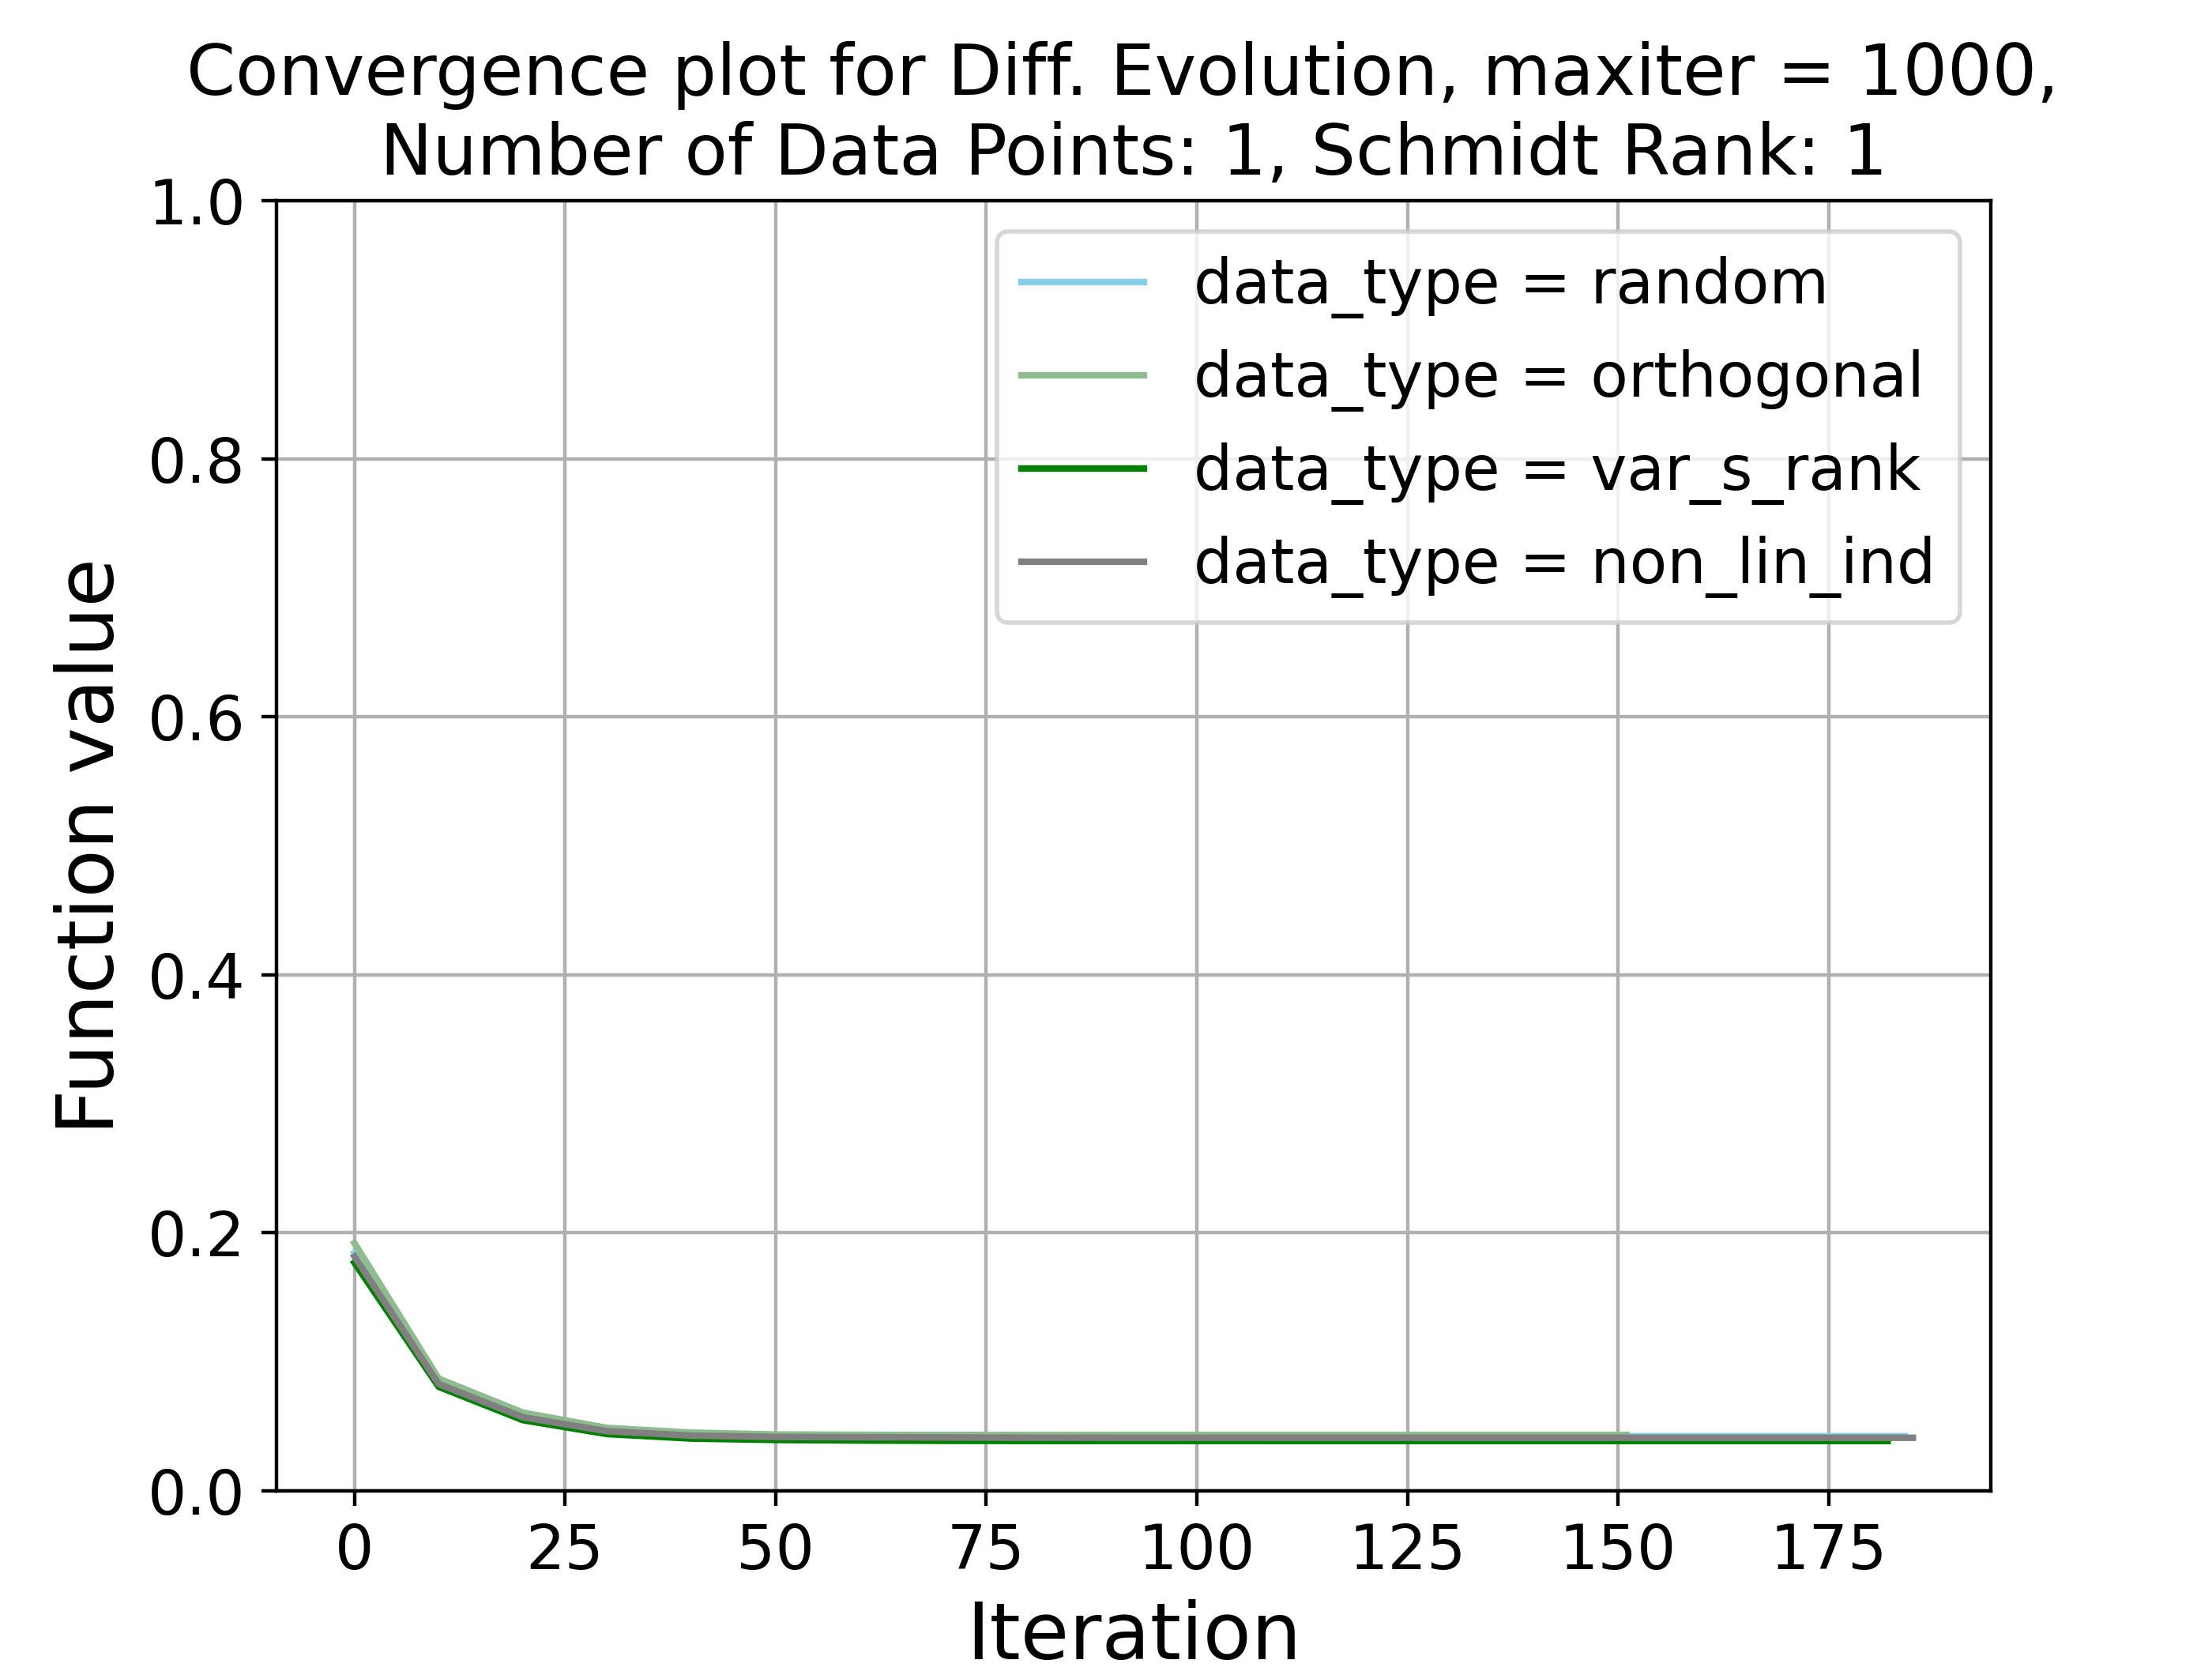 Convergence plot for Diff. Evolution, maxiter = 1000,
Number of Data Points: 1, Schmidt Rank: 1
1.0
0.8
0.6
0.4
0.2
0.0
Function value
data_type = random
data_type = orthogonal
data_type = var_s_rank
data_type = non_lin_ind
0 25 50 75 100 125 150 175
Iteration